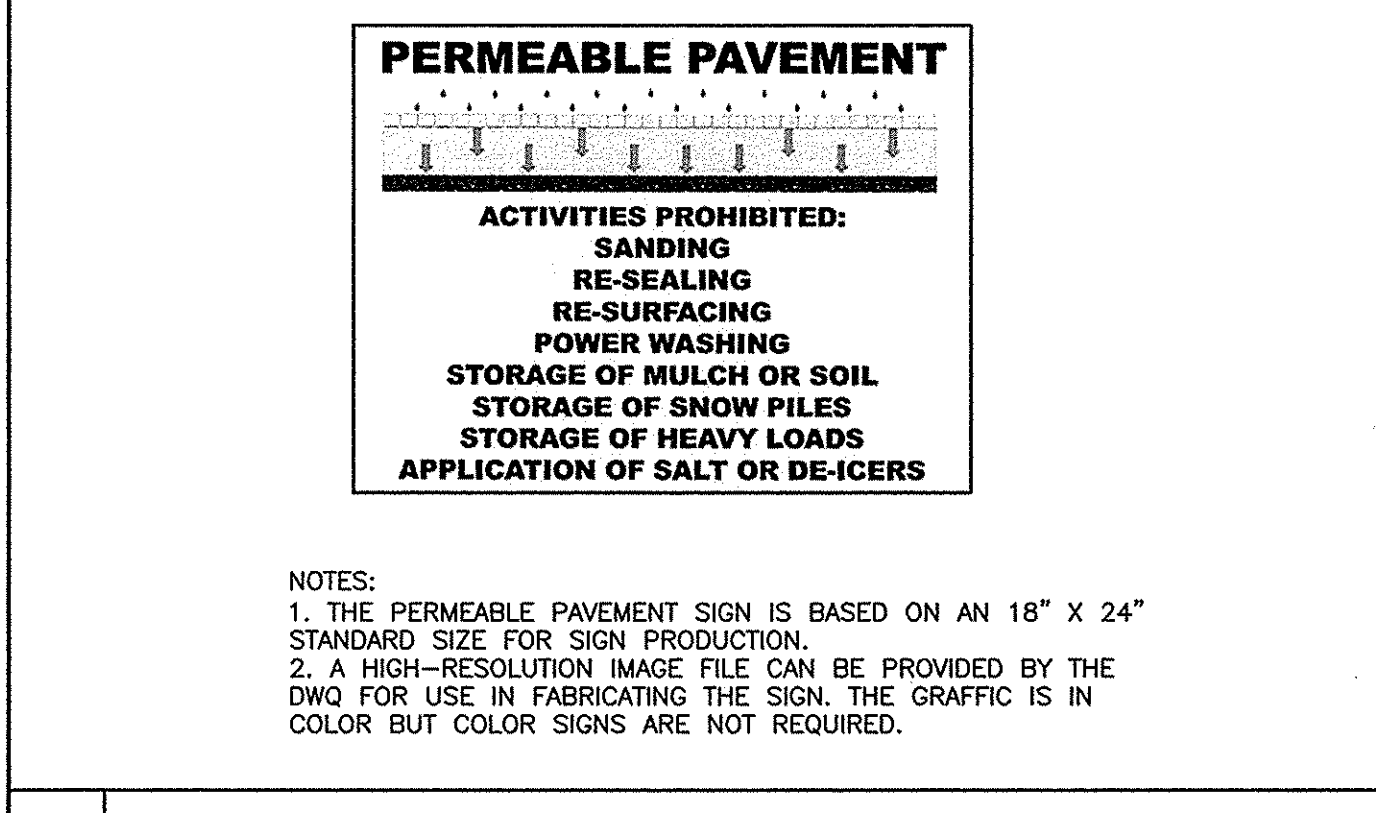 PERMEABLE PAVEMENT
ACTIVITIES PROHIBITED:
SANDING
RE-SEALING
RE-SURFACING
POWER WASHING
STORAGE OF MULCH OR SOIL
STORAGE OF SNOW PILES
STORAGE OF HEAVY LOADS
APPLICATION OF SALT OR DE-ICERS
NOTES:
1. THE PERMEABLE PAVEMENT SIGN IS BASED ON AN 18" X 24"
STANDARD SIZE FOR SIGN PRODUCTION.
2. A HIGH-RESOLUTION IMAGE FILE CAN BE PROVIDED BY THE
DWQ FOR USE IN FABRICATING THE SIGN. THE GRAFFIC IS IN
COLOR BUT COLOR SIGNS ARE NOT REQUIRED.